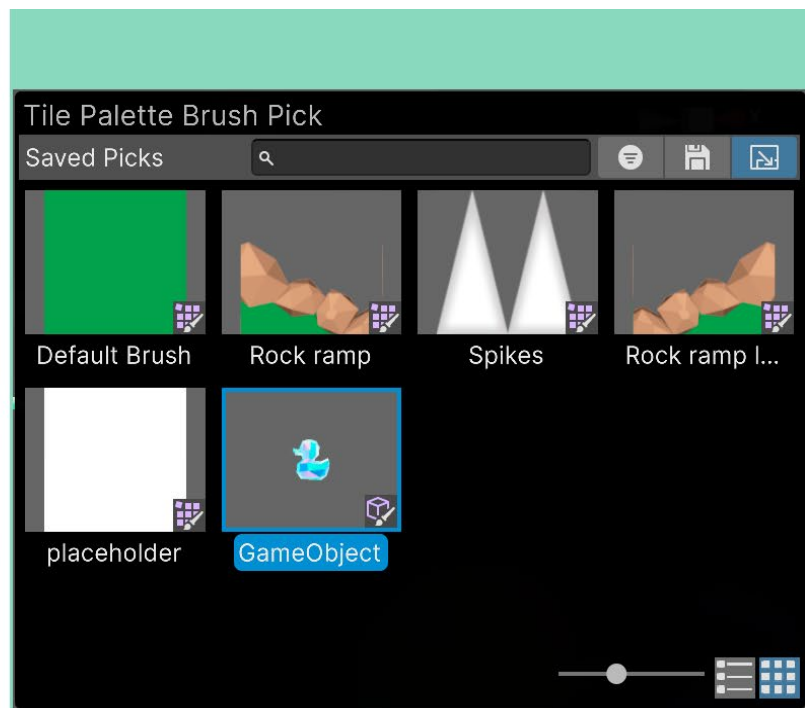 Tile Palette Brush Pick
Saved Picks
Default Brush
Rock ramp
Spikes
Rock ramp l...
placeholder
GameObject